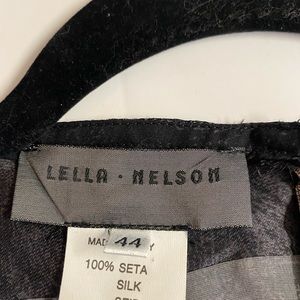 LELLA · NELSON
44
100% SETA
SILK